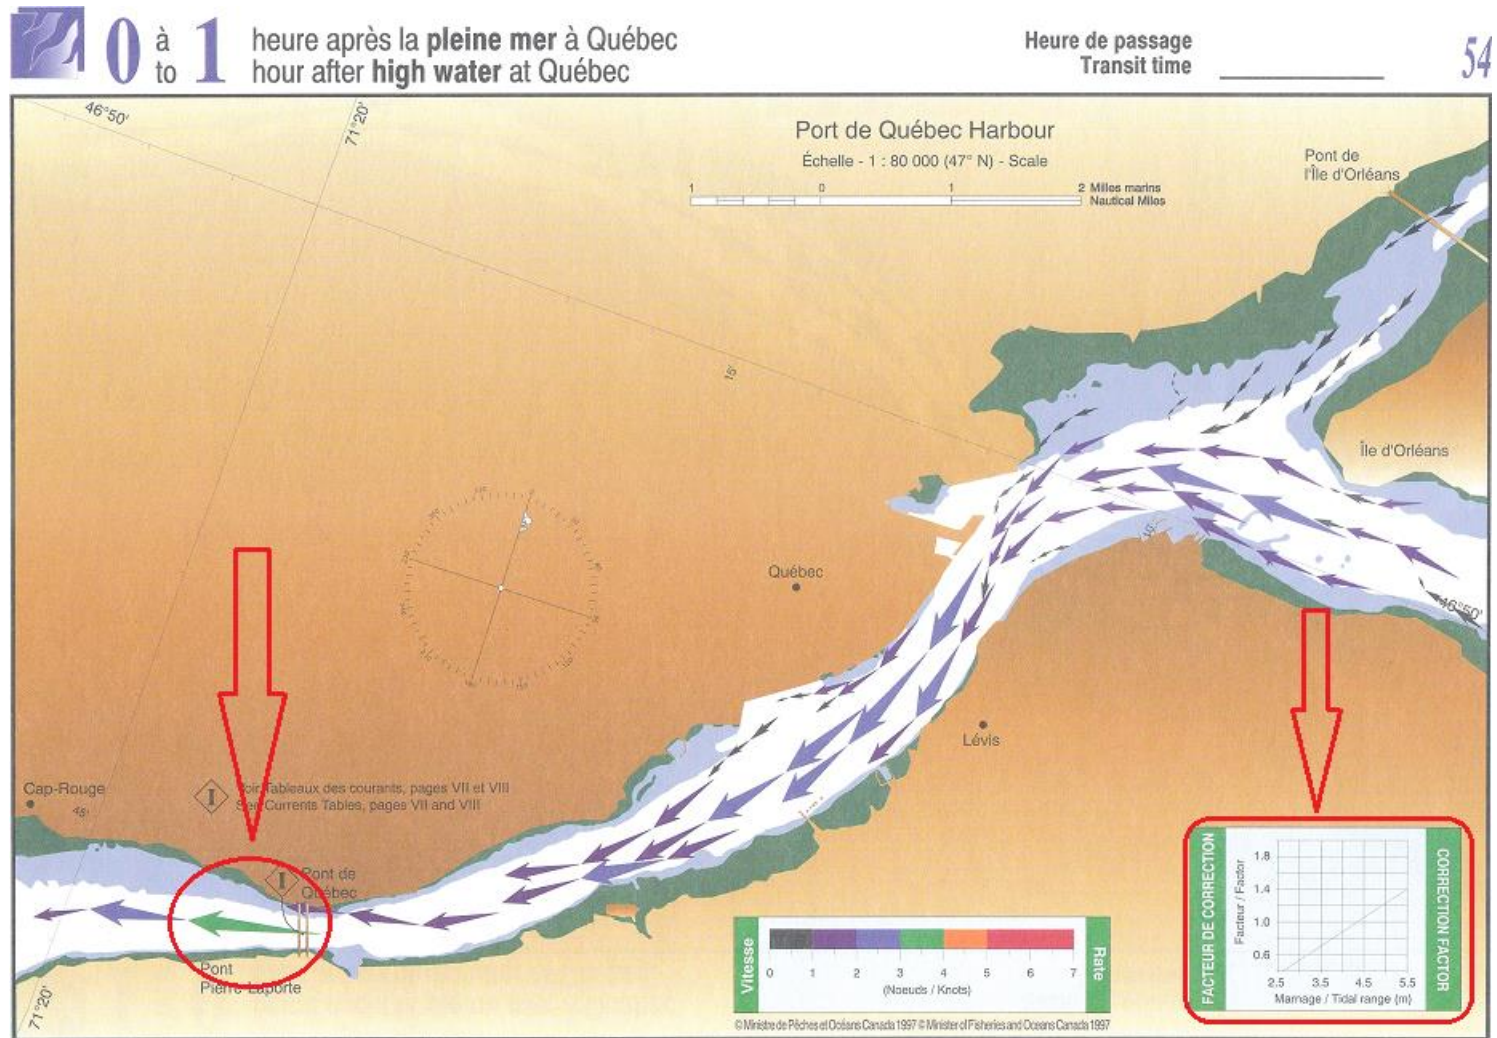 0 à 1 heure après la pleine mer à Québec
to hour after high water at Québec
Heure de passage
Transit time
54
46°50'
71°20'
Port de Québec Harbour
Échelle - 1 : 80 000 (47° N) - Scale
1 0 1 2 Milles marins
Nautical Miles
Pont de
l'Île d'Orléans
15'
Île d'Orléans
Québec
46°50'
Lévis
Cap-Rouge
45'
I
Voir Tableaux des courants, pages VII et VIII
See Currents Tables, pages VII and VIII
I
Pont de
Québec
Pont
Pierre-Laporte
71°20'
Vitesse
0 1 2 3 4 5 6 7
(Noeuds / Knots)
Rate
© Ministre de Pêches et Océans Canada 1997 © Minister of Fisheries and Oceans Canada 1997
FACTEUR DE CORRECTION
Facteur / Factor
1.8
1.4
1.0
0.6
2.5 3.5 4.5 5.5
Marnage / Tidal range (m)
CORRECTION FACTOR